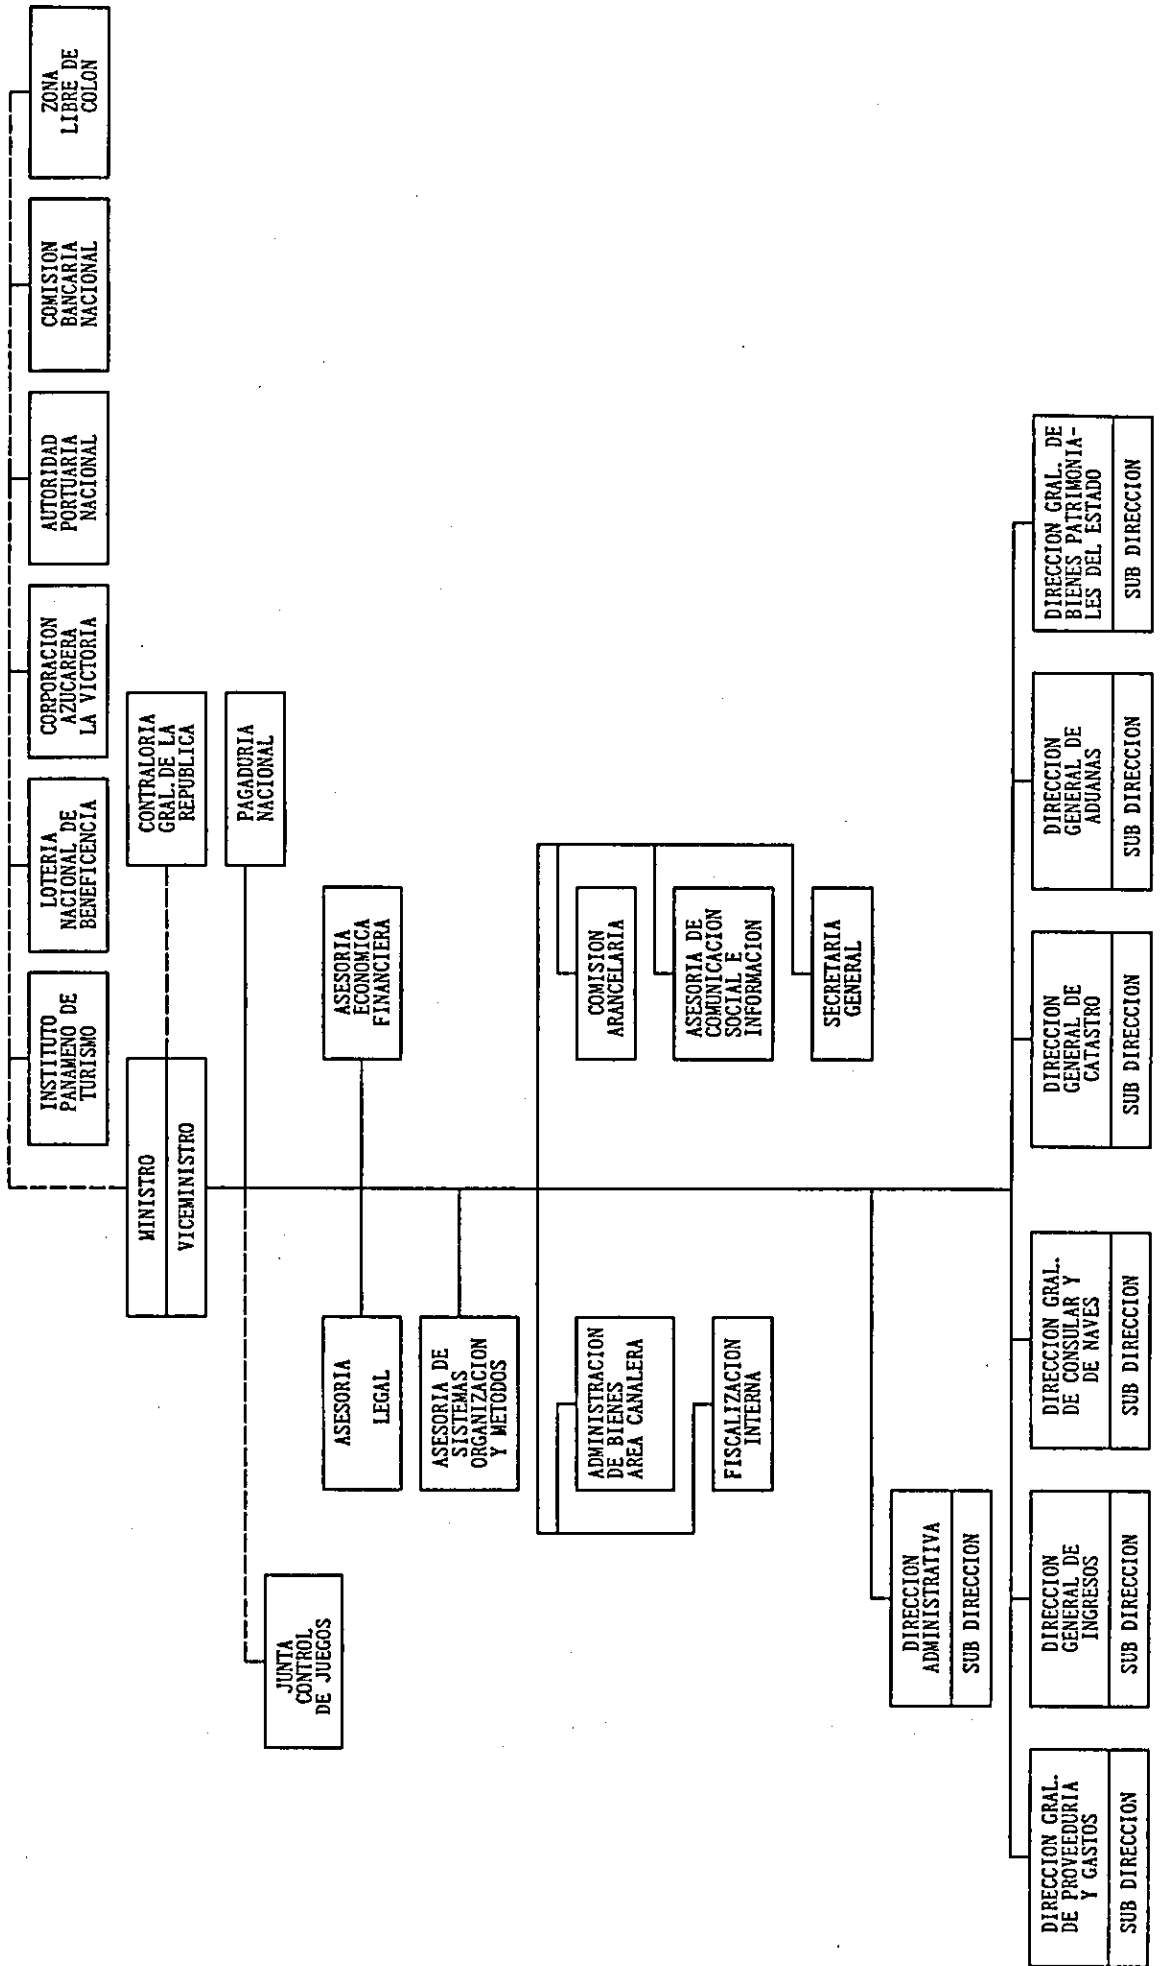 INSTITUTO
PANAMENO DE
TURISMO
LOTERIA
NACIONAL DE
BENEFICENCIA
CORPORACION
AZUCARERA
LA VICTORIA
AUTORIDAD
PORTUARIA
NACIONAL
COMISION
BANCARIA
NACIONAL
ZONA
LIBRE DE
COLON
MINISTRO
VICEMINISTRO
CONTRALORIA
GRAL.DE LA
REPUBLICA
PAGADURIA
NACIONAL
JUNTA
CONTROL
DE JUEGOS
ASESORIA
LEGAL
ASESORIA
ECONOMICA
FINANCIERA
ASESORIA DE
SISTEMAS
ORGANIZACION
Y METODOS
ADMINISTRACION
DE BIENES
AREA CANALERA
COMISION
ARANCELARIA
ASESORIA DE
COMUNICACION
SOCIAL E
INFORMACION
FISCALIZACION
INTERNA
SECRETARIA
GENERAL
DIRECCION
ADMINISTRATIVA
SUB DIRECCION
DIRECCION GRAL.
DE PROVEEDURIA
Y GASTOS
SUB DIRECCION
DIRECCION
GENERAL DE
INGRESOS
SUB DIRECCION
DIRECCION GRAL.
DE CONSULAR Y
DE NAVES
SUB DIRECCION
DIRECCION
GENERAL DE
CATASTRO
SUB DIRECCION
DIRECCION
GENERAL DE
ADUANAS
SUB DIRECCION
DIRECCION GRAL. DE
BIENES PATRIMONIA-
LES DEL ESTADO
SUB DIRECCION